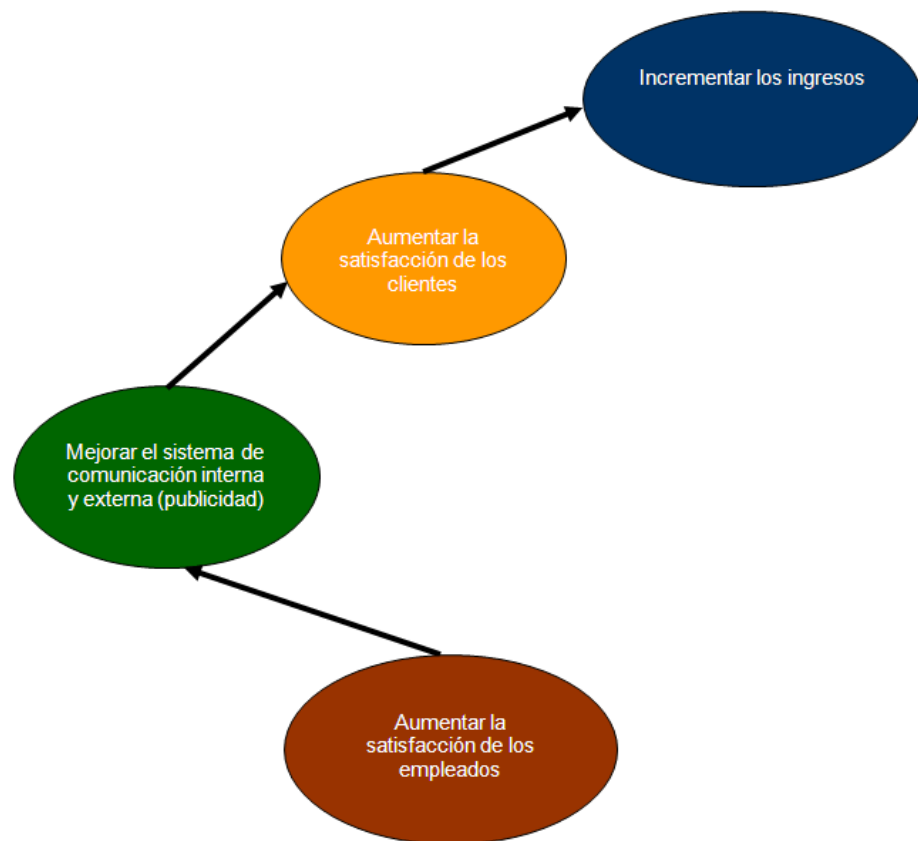 Incrementar los ingresos
Aumentar la
satisfacción de los
clientes
Mejorar el sistema de
comunicación interna
y externa (publicidad)
Aumentar la
satisfacción de los
empleados